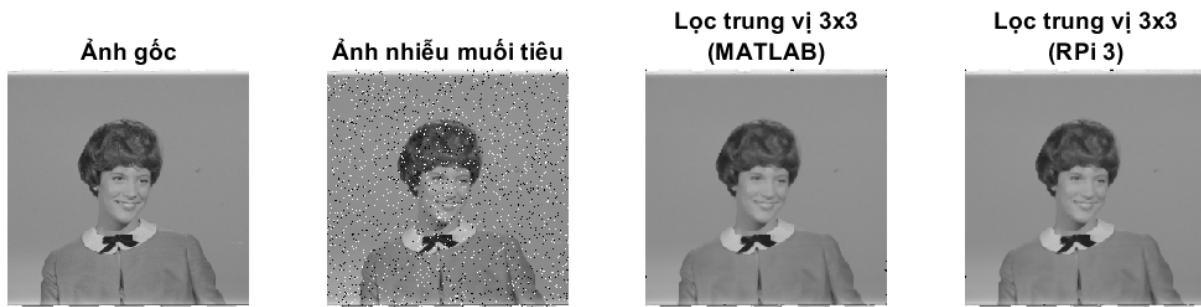 Ảnh gốc
Ảnh nhiễu muối tiêu
Lọc trung vị 3x3
(MATLAB)
Lọc trung vị 3x3
(RPi 3)